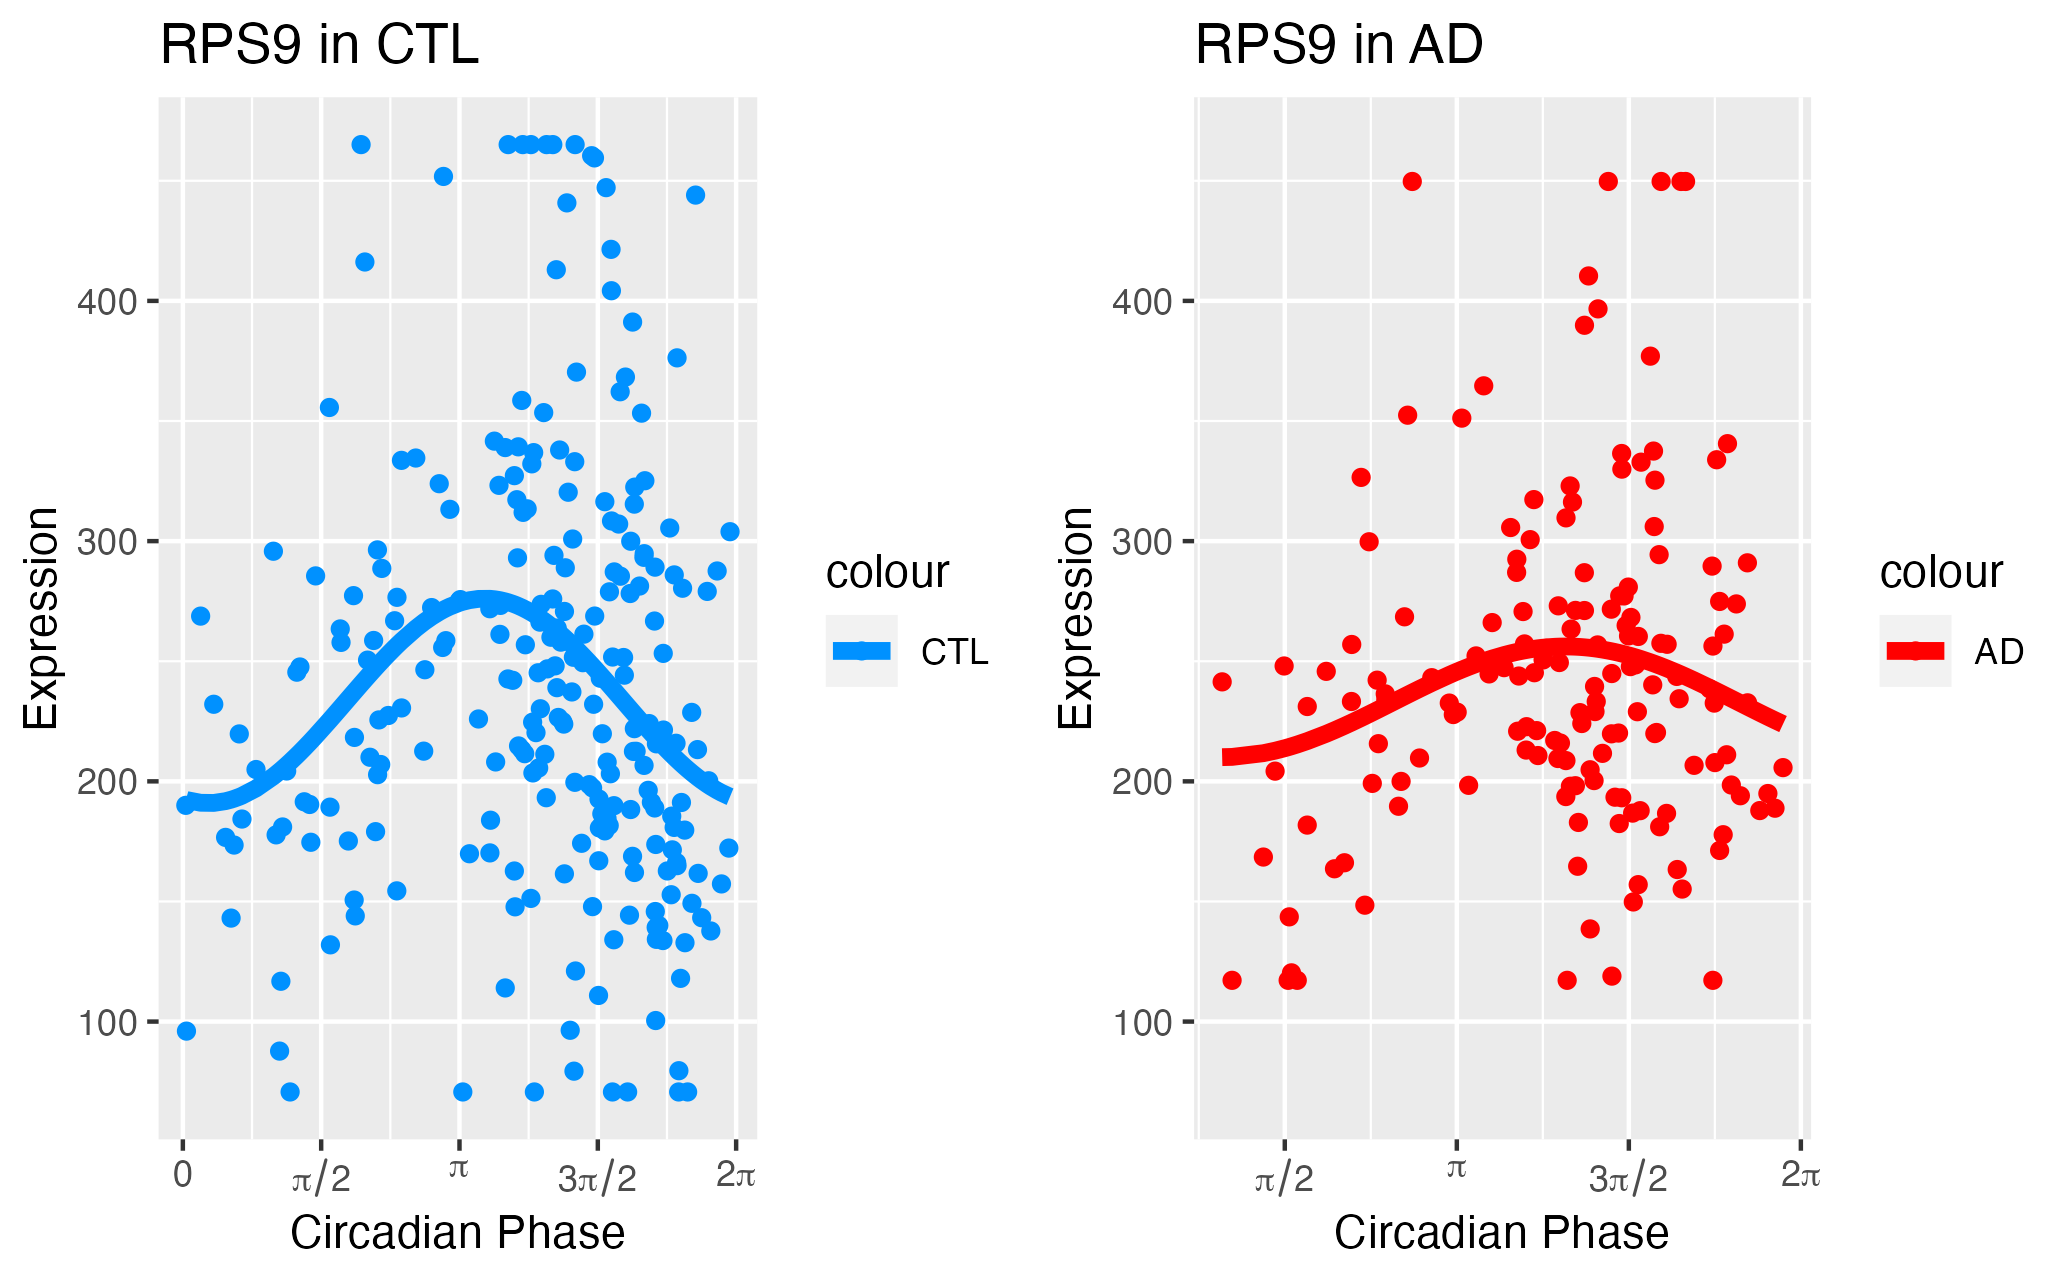 RPS9 in CTL
Expression
400
300
200
100
0
π/2
π
3π/2
2π
Circadian Phase
colour
CTL
RPS9 in AD
Expression
400
300
200
100
π/2
π
3π/2
2π
Circadian Phase
colour
AD